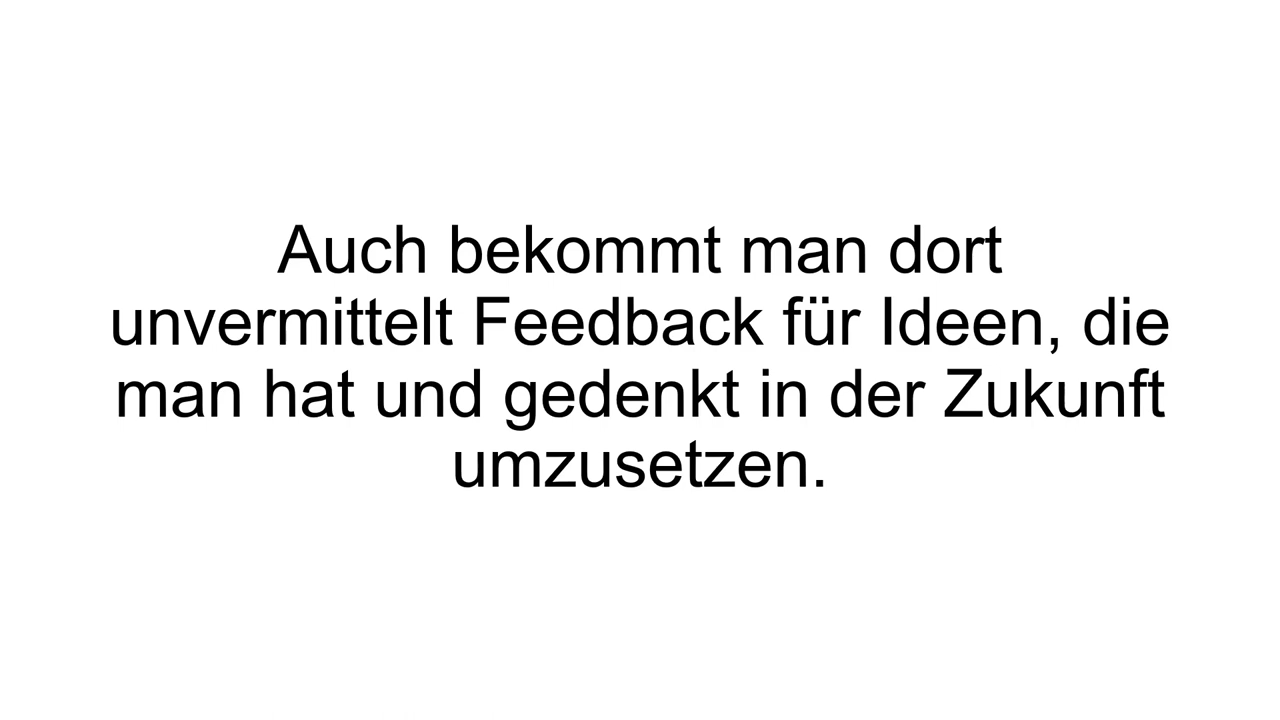 Auch bekommt man dort
unvermittelt Feedback für Ideen, die
man hat und gedenkt in der Zukunft
umzusetzen.